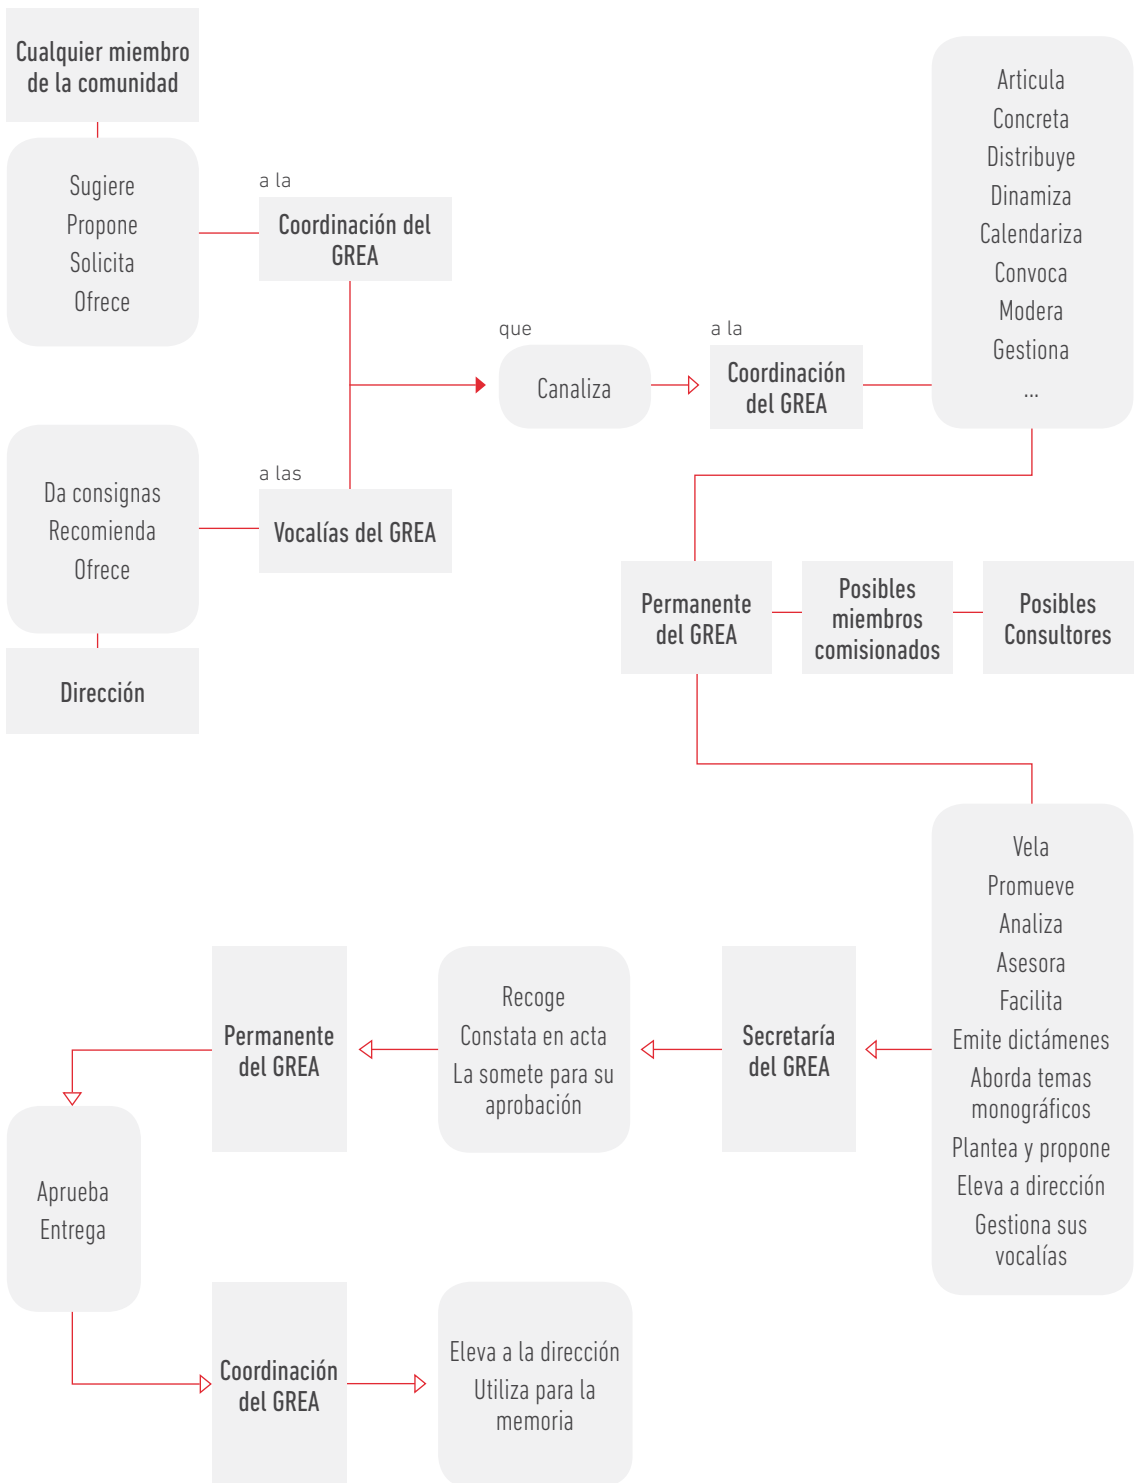 Cualquier miembro
de la comunidad
Sugiere
Propone
Solicita
Ofrece
a la
Coordinación del
GREA
Da consignas
Recomienda
Ofrece
Dirección
a las
Vocalías del GREA
que
Canaliza
a la
Coordinación
del GREA
Articula
Concreta
Distribuye
Dinamiza
Calendariza
Convoca
Modera
Gestiona
...
Permanente
del GREA
Posibles
miembros
comisionados
Posibles
Consultores
Vela
Promueve
Analiza
Asesora
Facilita
Emite dictámenes
Aborda temas
monográficos
Plantea y propone
Eleva a dirección
Gestiona sus
vocalías
Secretaría
del GREA
Recoge
Constata en acta
La somete para su
aprobación
Permanente
del GREA
Aprueba
Entrega
Coordinación
del GREA
Eleva a la dirección
Utiliza para la
memoria